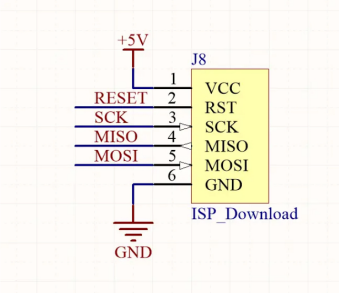 +5V
J8
1 VCC
RESET 2 RST
SCK 3 SCK
MISO 4 MISO
MOSI 5 MOSI
6 GND
ISP_Download
GND